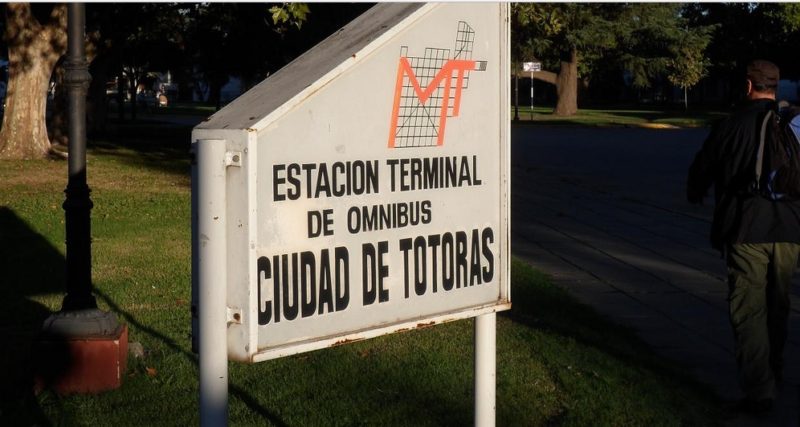 MT
ESTACION TERMINAL
DE OMNIBUS
CIUDAD DE TOTORAS